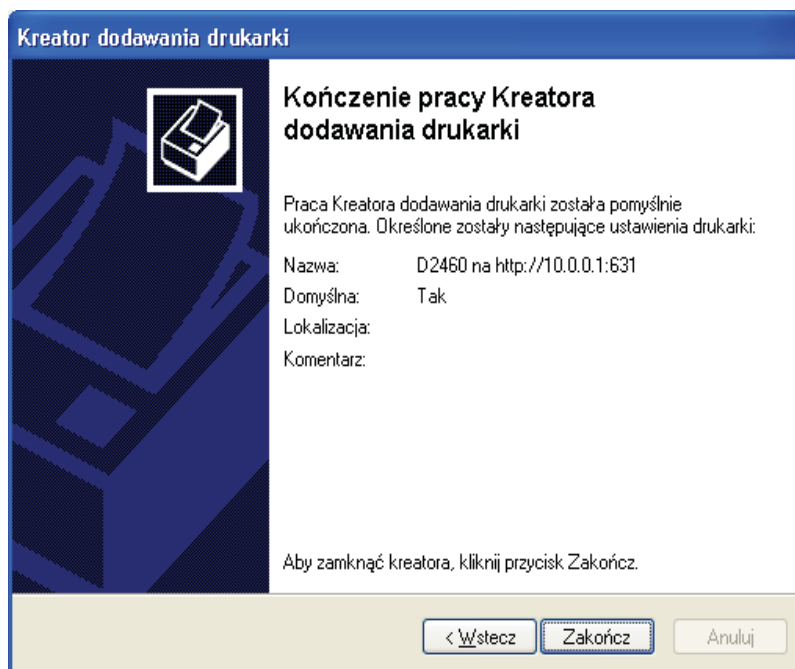 Kreator dodawania drukarki
Kończenie pracy Kreatora
dodawania drukarki
Praca Kreatora dodawania drukarki została pomyślnie
ukończona. Określone zostały następujące ustawienia drukarki:
Nazwa: D2460 na http://10.0.0.1:631
Domyślna: Tak
Lokalizacja:
Komentarz:
Aby zamknąć kreatora, kliknij przycisk Zakończ.
< Wstecz Zakończ Anuluj